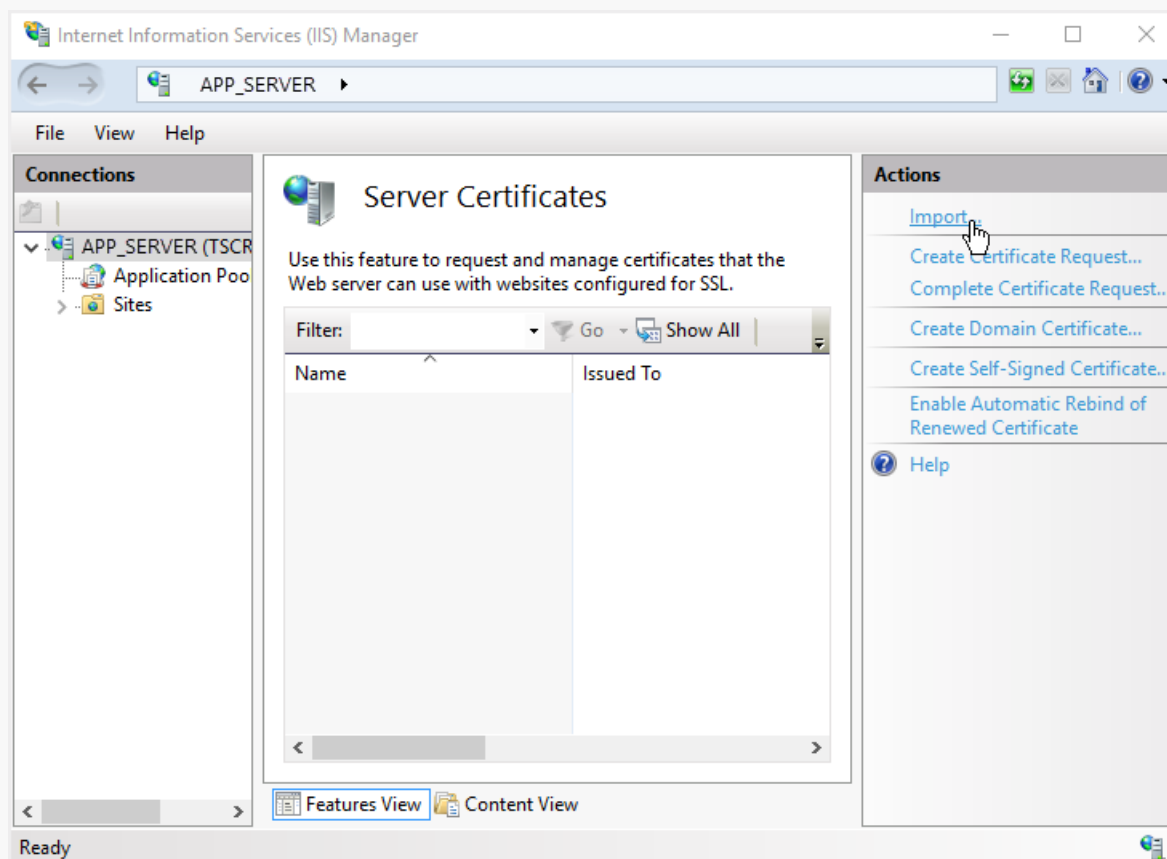 Internet Information Services (IIS) Manager
APP_SERVER
File View Help
Connections
APP_SERVER (TSCR
Application Poo
Sites
Server Certificates
Use this feature to request and manage certificates that the
Web server can use with websites configured for SSL.
Filter: Go Show All
Name Issued To
Features View Content View
Actions
Import...
Create Certificate Request...
Complete Certificate Request..
Create Domain Certificate...
Create Self-Signed Certificate..
Enable Automatic Rebind of
Renewed Certificate
Help
Ready